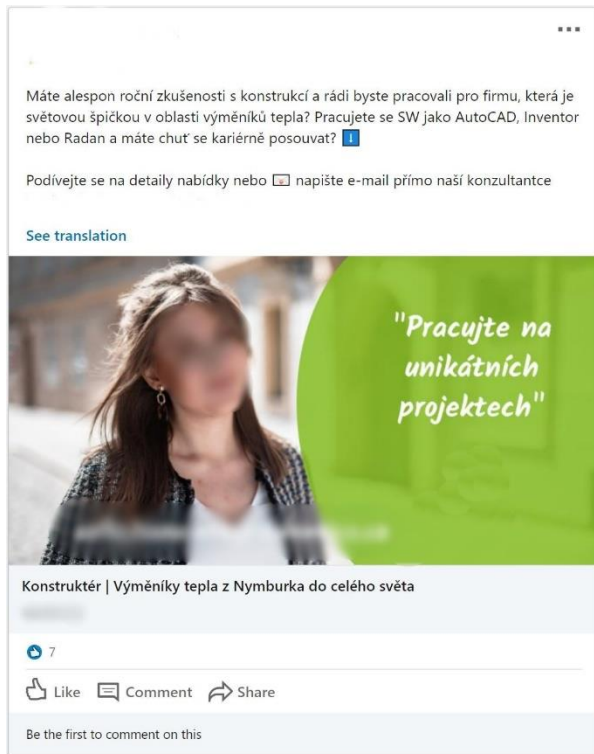 Máte alespon roční zkušenosti s konstrukcí a rádi byste pracovali pro firmu, která je
světovou špičkou v oblasti výměníků tepla? Pracujete se SW jako AutoCAD, Inventor
nebo Radan a máte chuť se kariérně posouvat? ⬇️
Podívejte se na detaily nabídky nebo 📧 napište e-mail přímo naší konzultantce
See translation
"Pracujte na
unikátních
projektech"
Konstruktér | Výměníky tepla z Nymburka do celého světa
7
Like Comment Share
Be the first to comment on this